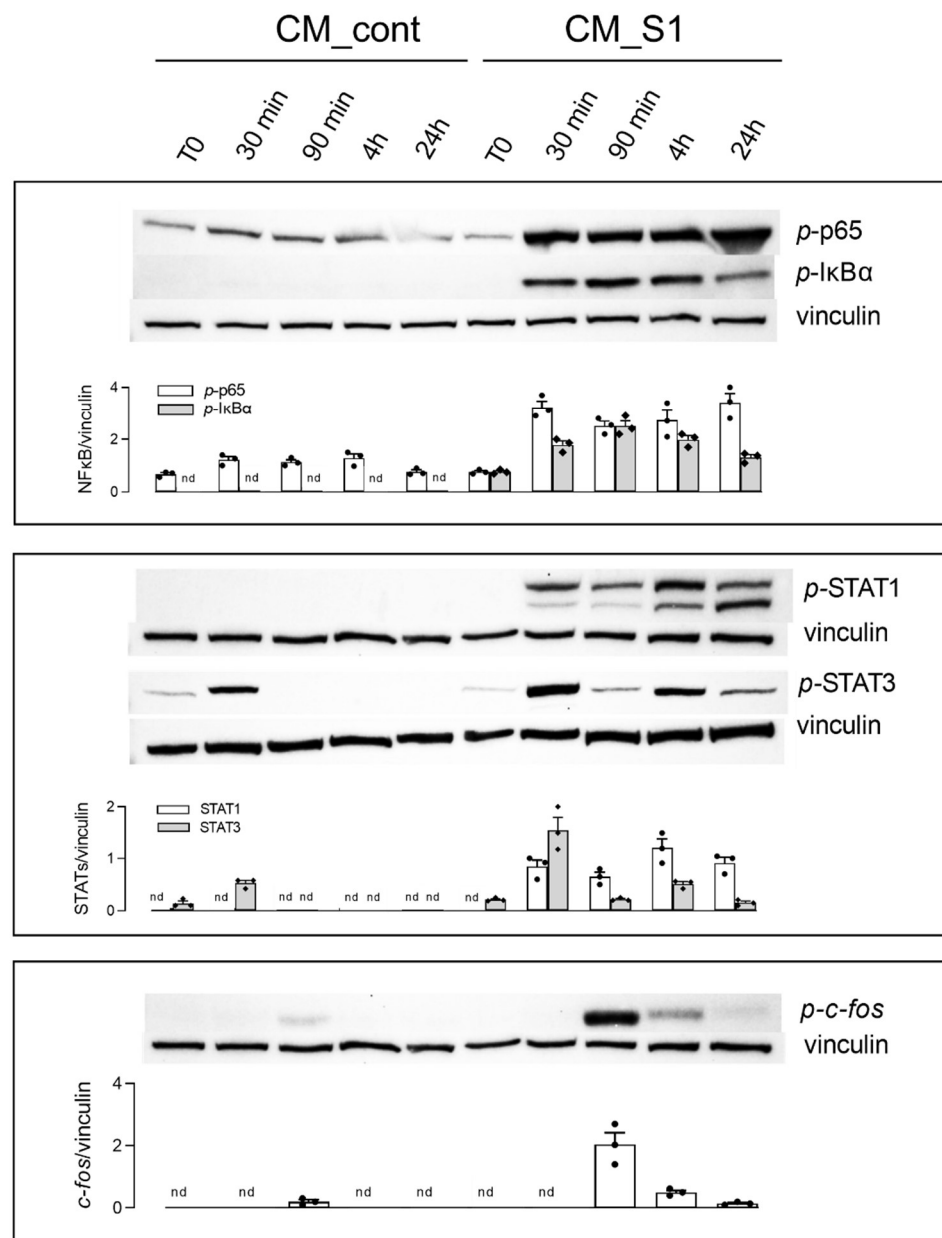 CM_cont CM_S1
T0 30 min 90 min 4h 24h T0 30 min 90 min 4h 24h
p-p65
p-IκBα
vinculin
NFκB/vinculin
4
2
0
p-p65
p-IκBα
nd nd nd nd nd
p-STAT1
vinculin
p-STAT3
vinculin
STATs/vinculin
2
1
0
STAT1
STAT3
nd nd nd nd nd nd nd nd nd
p-c-fos
vinculin
c-fos/vinculin
4
2
0
nd nd nd nd nd nd